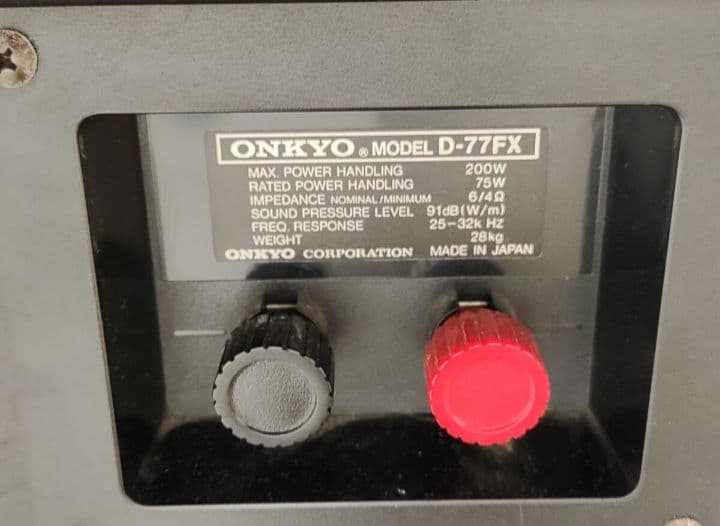 ONKYO ® MODEL D-77FX
MAX. POWER HANDLING 200W
RATED POWER HANDLING 75W
IMPEDANCE NOMINAL/MINIMUM 6/4Ω
SOUND PRESSURE LEVEL 91dB(W/m)
FREQ. RESPONSE 25-32k Hz
WEIGHT 28kg
ONKYO CORPORATION MADE IN JAPAN